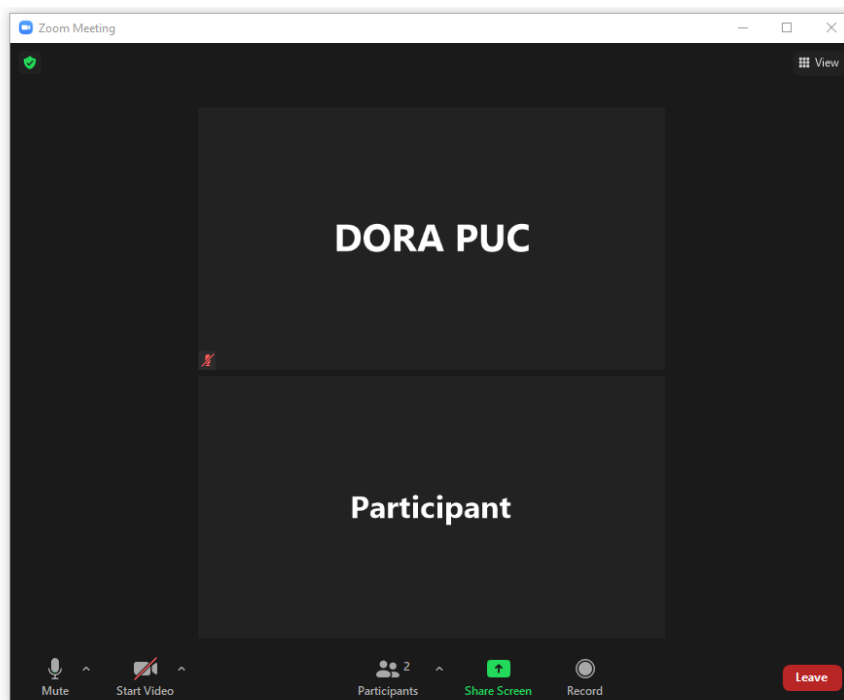 Zoom Meeting
View
DORA PUC
Participant
2
Mute
Start Video
Participants
Share Screen
Record
Leave